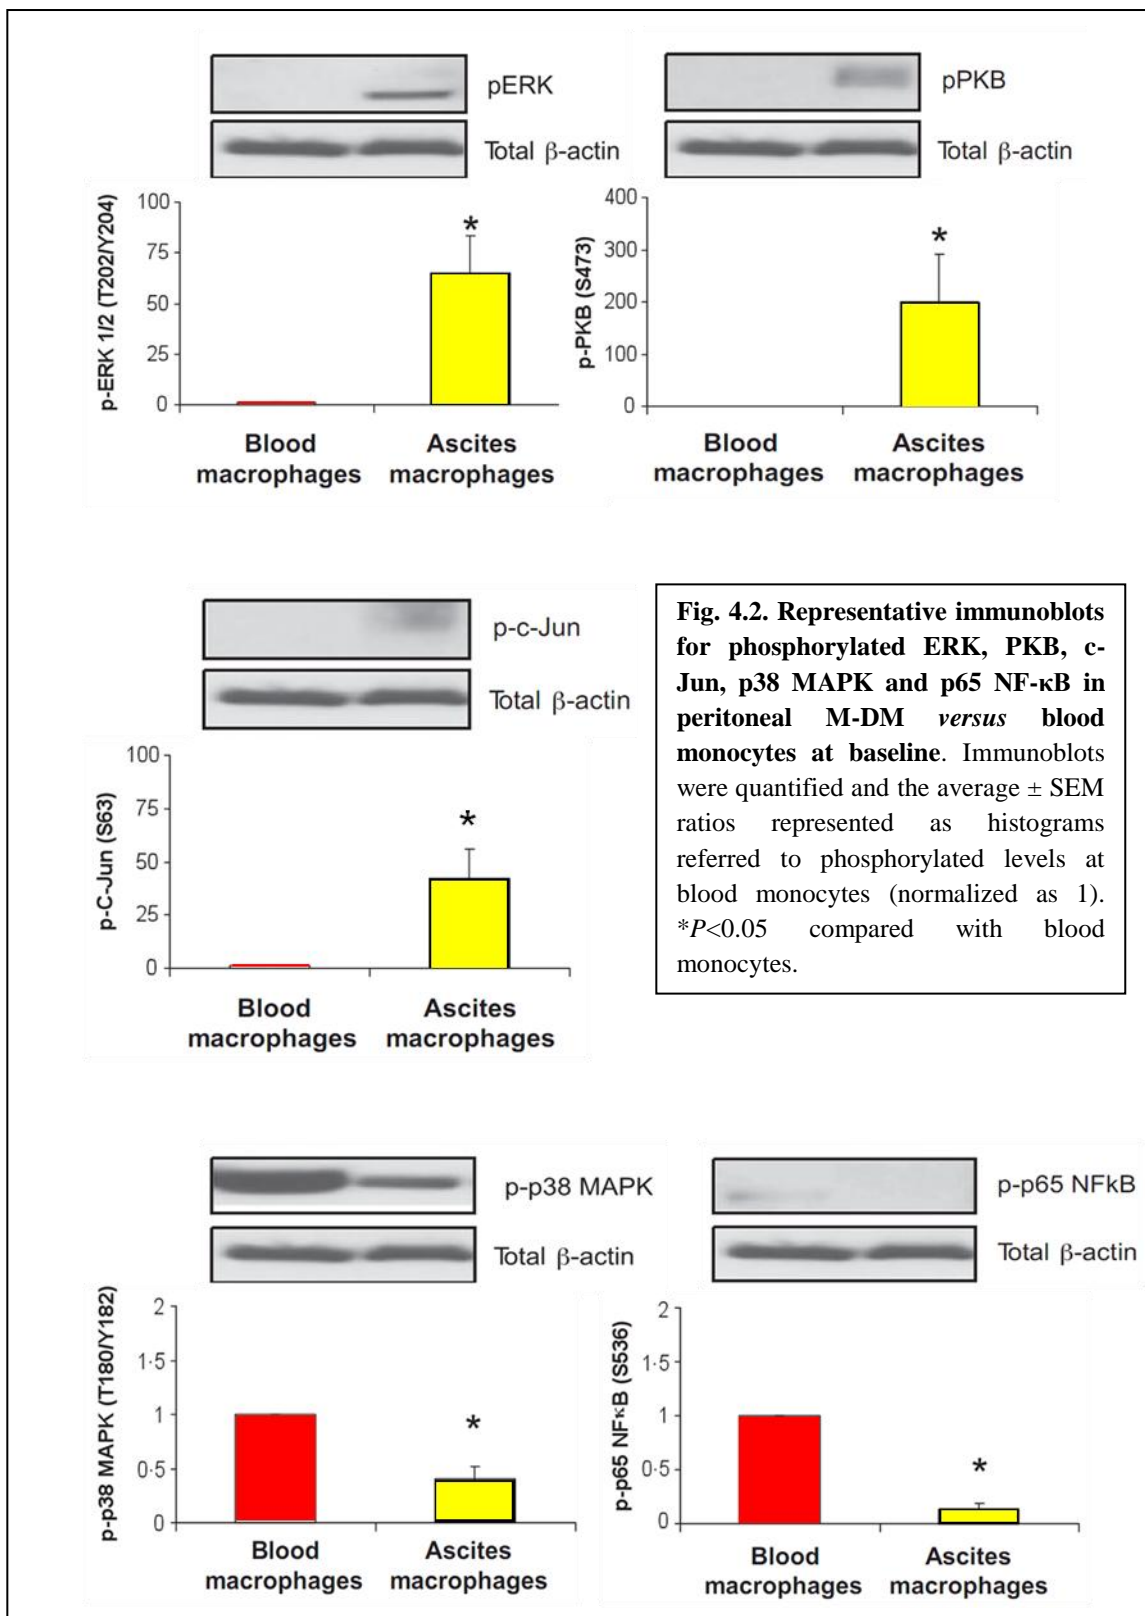 pERK
Total β-actin
100
75
50
25
0
p-ERK 1/2 (T202/Y204)
*
Blood
macrophages
Ascites
macrophages
pPKB
Total β-actin
400
300
200
100
0
p-PKB (S473)
*
Blood
macrophages
Ascites
macrophages
p-c-Jun
Total β-actin
100
75
50
25
0
p-C-Jun (S63)
*
Blood
macrophages
Ascites
macrophages
Fig. 4.2. Representative immunoblots
for phosphorylated ERK, PKB, c-
Jun, p38 MAPK and p65 NF-κB in
peritoneal M-DM versus blood
monocytes at baseline. Immunoblots
were quantified and the average ± SEM
ratios represented as histograms
referred to phosphorylated levels at
blood monocytes (normalized as 1).
*P<0.05 compared with blood
monocytes.
p-p38 MAPK
Total β-actin
2
1·5
1
0·5
0
p-p38 MAPK (T180/Y182)
*
Blood
macrophages
Ascites
macrophages
p-p65 NFkB
Total β-actin
2
1·5
1
0·5
0
p-p65 NFκB (S536)
*
Blood
macrophages
Ascites
macrophages